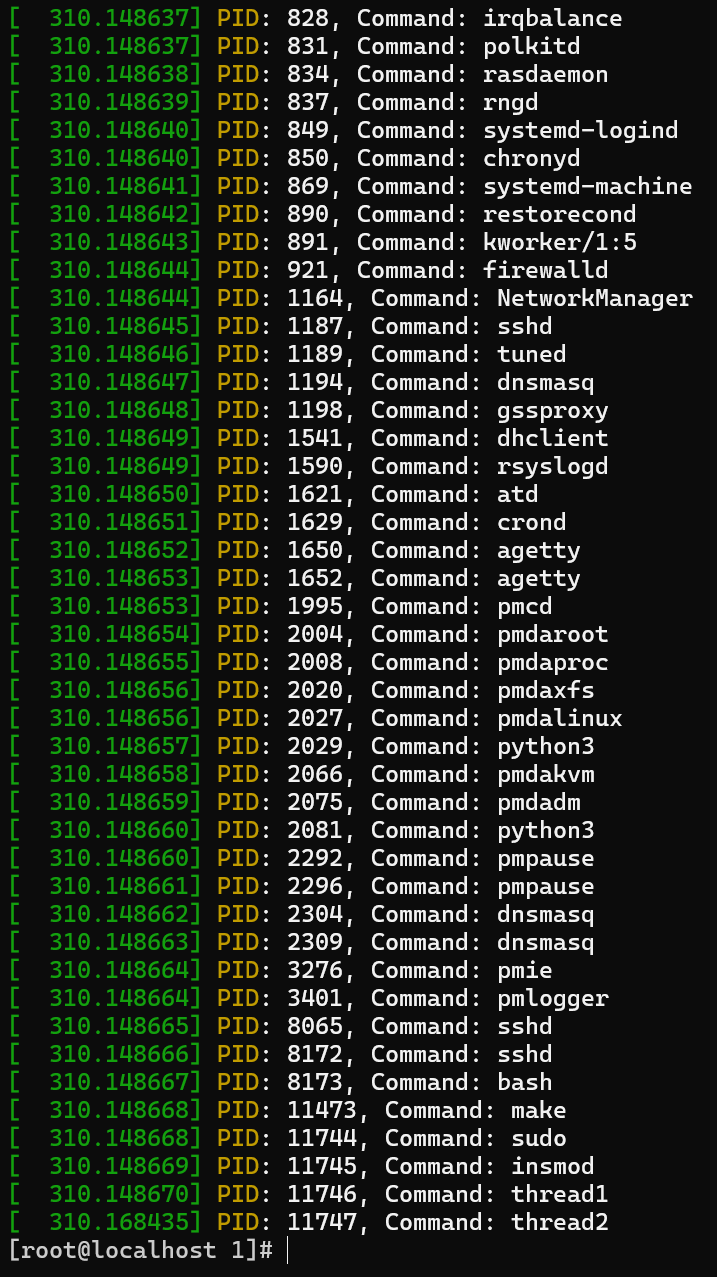 [  310.148637] PID: 828, Command: irqbalance
[  310.148637] PID: 831, Command: polkitd
[  310.148638] PID: 834, Command: rasdaemon
[  310.148639] PID: 837, Command: rngd
[  310.148640] PID: 849, Command: systemd-logind
[  310.148640] PID: 850, Command: chronyd
[  310.148641] PID: 869, Command: systemd-machine
[  310.148642] PID: 890, Command: restorecond
[  310.148643] PID: 891, Command: kworker/1:5
[  310.148644] PID: 921, Command: firewalld
[  310.148644] PID: 1164, Command: NetworkManager
[  310.148645] PID: 1187, Command: sshd
[  310.148646] PID: 1189, Command: tuned
[  310.148647] PID: 1194, Command: dnsmasq
[  310.148648] PID: 1198, Command: gssproxy
[  310.148649] PID: 1541, Command: dhclient
[  310.148649] PID: 1590, Command: rsyslogd
[  310.148650] PID: 1621, Command: atd
[  310.148651] PID: 1629, Command: crond
[  310.148652] PID: 1650, Command: agetty
[  310.148653] PID: 1652, Command: agetty
[  310.148653] PID: 1995, Command: pmcd
[  310.148654] PID: 2004, Command: pmdaroot
[  310.148655] PID: 2008, Command: pmdaproc
[  310.148656] PID: 2020, Command: pmdaxfs
[  310.148656] PID: 2027, Command: pmdalinux
[  310.148657] PID: 2029, Command: python3
[  310.148658] PID: 2066, Command: pmdakvm
[  310.148659] PID: 2075, Command: pmdadm
[  310.148660] PID: 2081, Command: python3
[  310.148660] PID: 2292, Command: pmpause
[  310.148661] PID: 2296, Command: pmpause
[  310.148662] PID: 2304, Command: dnsmasq
[  310.148663] PID: 2309, Command: dnsmasq
[  310.148664] PID: 3276, Command: pmie
[  310.148664] PID: 3401, Command: pmlogger
[  310.148665] PID: 8065, Command: sshd
[  310.148666] PID: 8172, Command: sshd
[  310.148667] PID: 8173, Command: bash
[  310.148668] PID: 11473, Command: make
[  310.148668] PID: 11744, Command: sudo
[  310.148669] PID: 11745, Command: insmod
[  310.148670] PID: 11746, Command: thread1
[  310.168435] PID: 11747, Command: thread2
[root@localhost 1]#